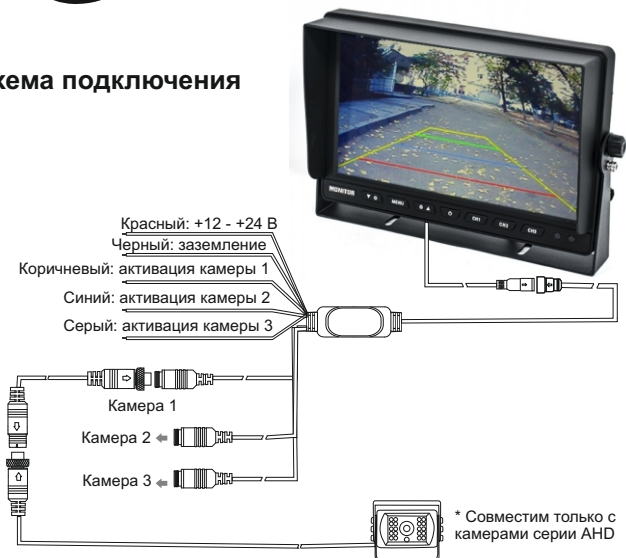 хема подключения
MONITOR
MENU
CH1
CH2
CH3
Красный: +12 - +24 В
Черный: заземление
Коричневый: активация камеры 1
Синий: активация камеры 2
Серый: активация камеры 3
Камера 1
Камера 2
Камера 3
* Совместим только с
камерами серии AHD